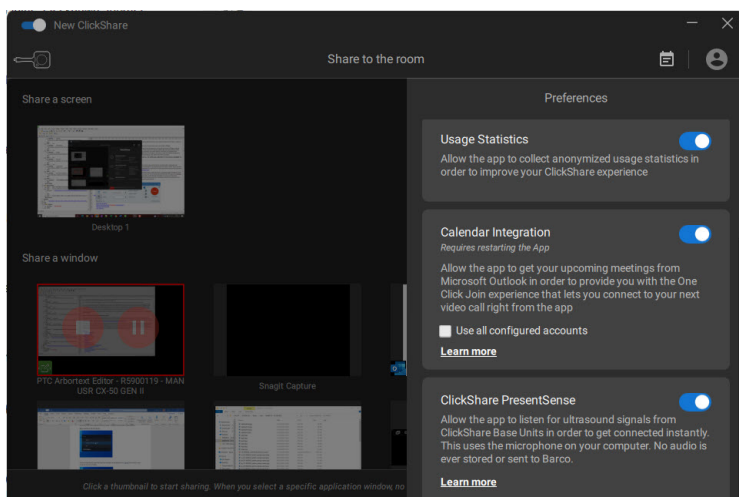 New ClickShare
Share to the room
Share a screen
Desktop 1
Share a window
PTC Arbortext Editor - R5900119 - MAN
USR CX-50 GEN II
Snagit Capture
Click a thumbnail to start sharing. When you select a specific application window, no
Preferences
Usage Statistics
Allow the app to collect anonymized usage statistics in
order to improve your ClickShare experience
Calendar Integration
Requires restarting the App
Allow the app to get your upcoming meetings from
Microsoft Outlook in order to provide you with the One
Click Join experience that lets you connect to your next
video call right from the app
Use all configured accounts
Learn more
ClickShare PresentSense
Allow the app to listen for ultrasound signals from
ClickShare Base Units in order to get connected instantly.
This uses the microphone on your computer. No audio is
ever stored or sent to Barco.
Learn more